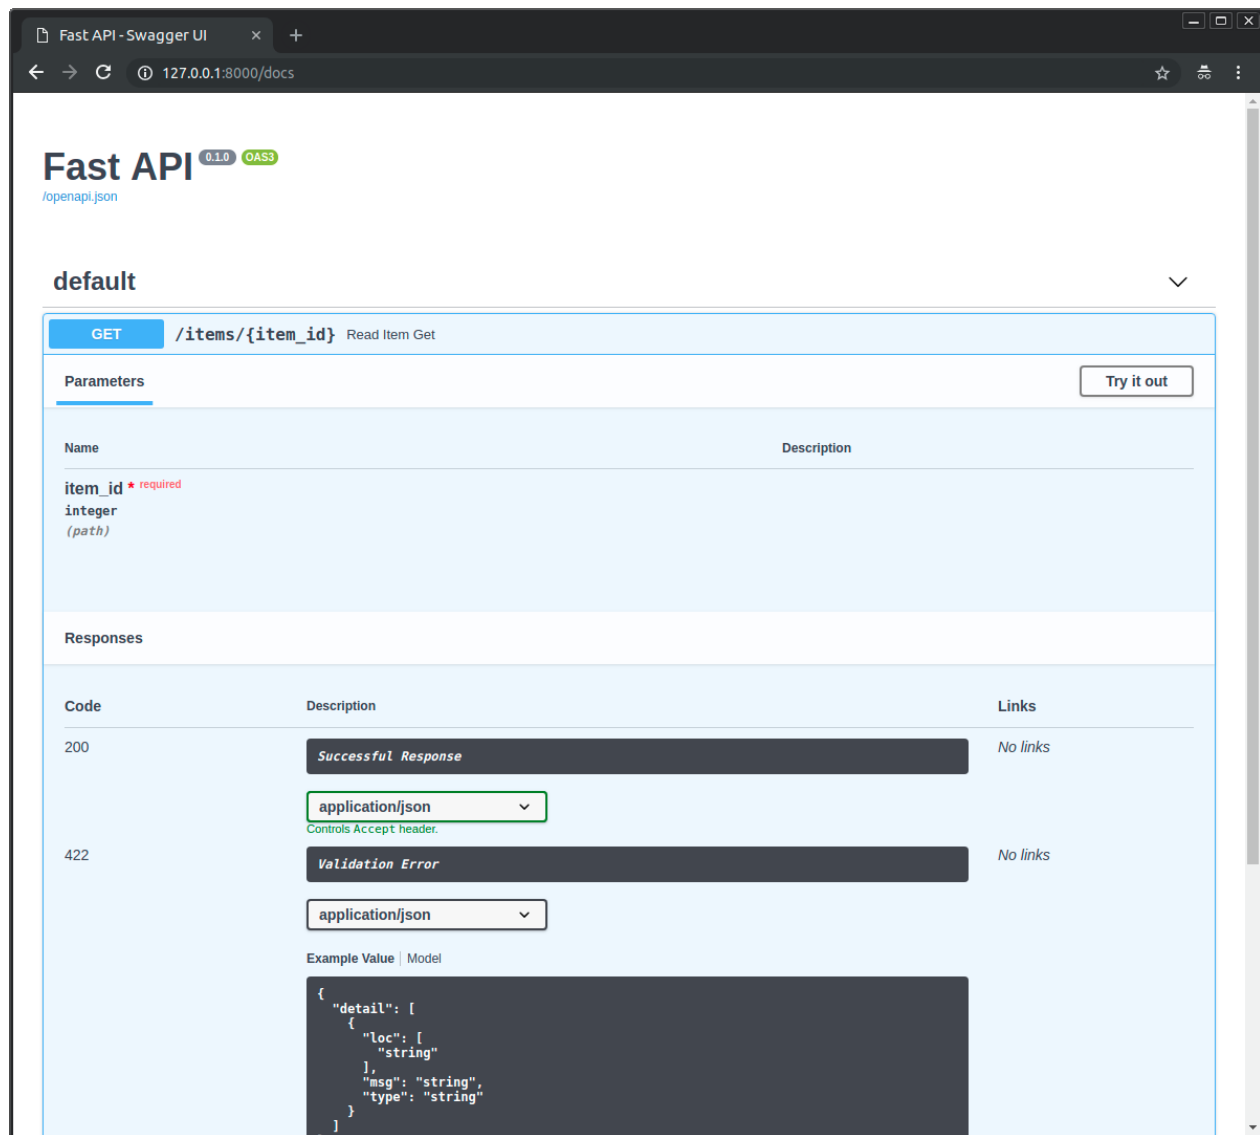 Fast API - Swagger UI
127.0.0.1:8000/docs
Fast API 0.1.0 OAS3
/openapi.json
default
GET /items/{item_id} Read Item Get
Parameters Try it out
Name Description
item_id * required
integer
(path)
Responses
Code Description Links
200 Successful Response No links
application/json
Controls Accept header.
422 Validation Error No links
application/json
Example Value Model
{
"detail": [
{
"loc": [
"string"
],
"msg": "string",
"type": "string"
}
]